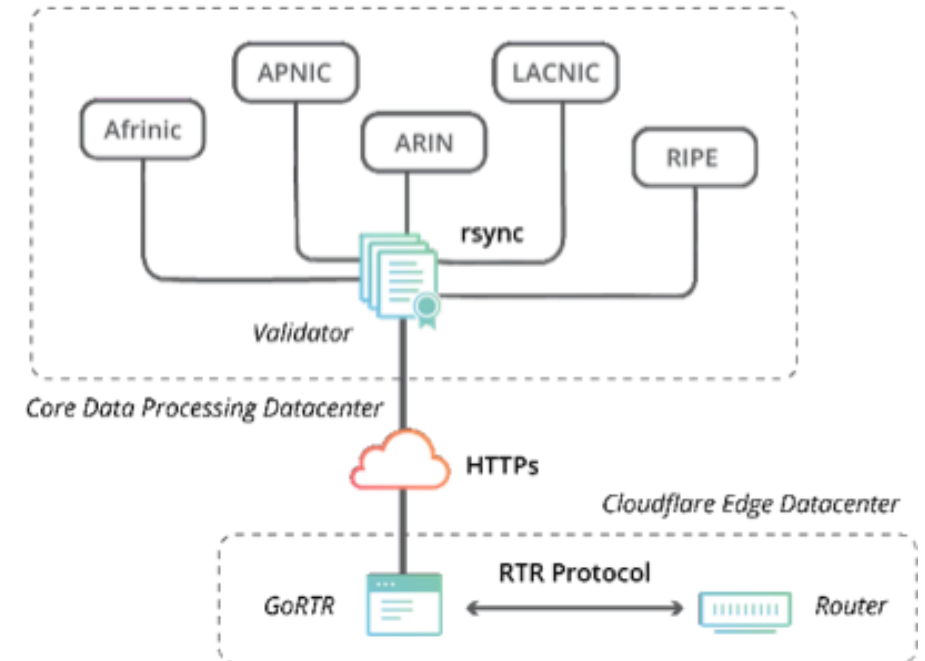 APNIC
LACNIC
Afrinic
ARIN
RIPE
rsync
Validator
Core Data Processing Datacenter
HTTPs
Cloudflare Edge Datacenter
RTR Protocol
GoRTR
Router